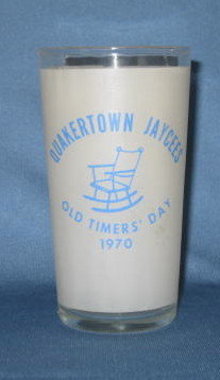 QUAKERTOWN JAYCEES
OLD TIMERS' DAY
1970